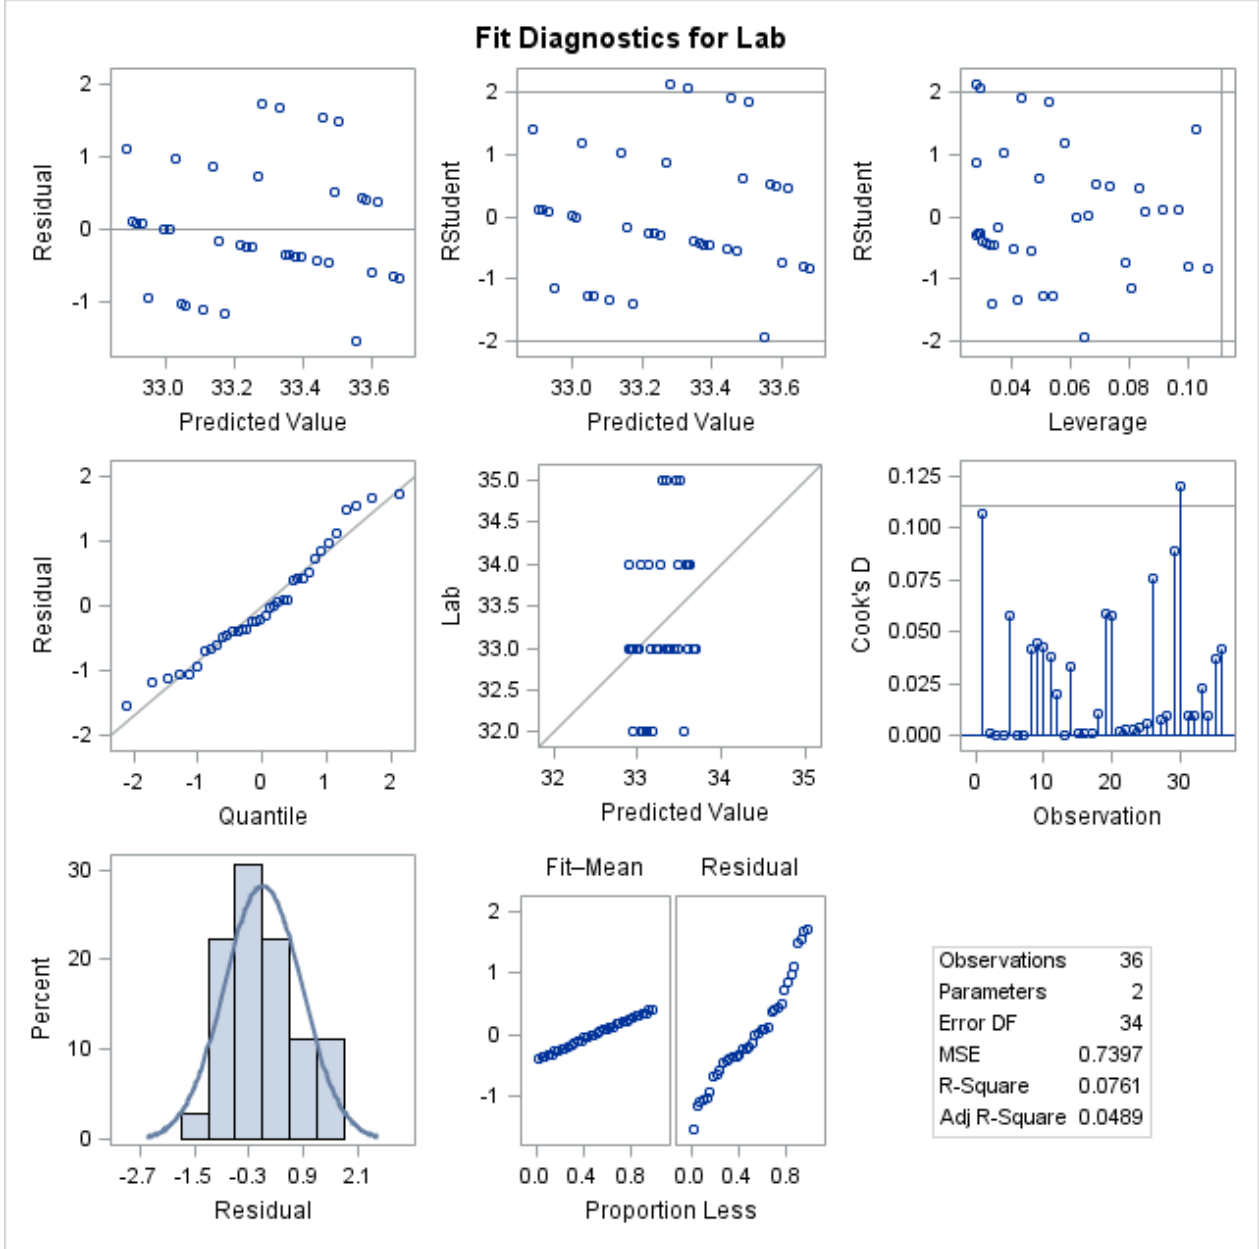 Fit Diagnostics for Lab
Residual
2
1
0
-1
33.0 33.2 33.4 33.6
Predicted Value
RStudent
2
1
0
-1
-2
33.0 33.2 33.4 33.6
Predicted Value
RStudent
2
1
0
-1
-2
0.04 0.06 0.08 0.10
Leverage
Residual
2
1
0
-1
-2
-2 -1 0 1 2
Quantile
Lab
35.0
34.5
34.0
33.5
33.0
32.5
32.0
32 33 34 35
Predicted Value
Cook's D
0.125
0.100
0.075
0.050
0.025
0.000
0 10 20 30
Observation
Percent
30
20
10
0
-2.7 -1.5 -0.3 0.9 2.1
Residual
Fit–Mean Residual
2
1
0
-1
0.0 0.4 0.8 0.0 0.4 0.8
Proportion Less
Observations 36
Parameters 2
Error DF 34
MSE 0.7397
R-Square 0.0761
Adj R-Square 0.0489